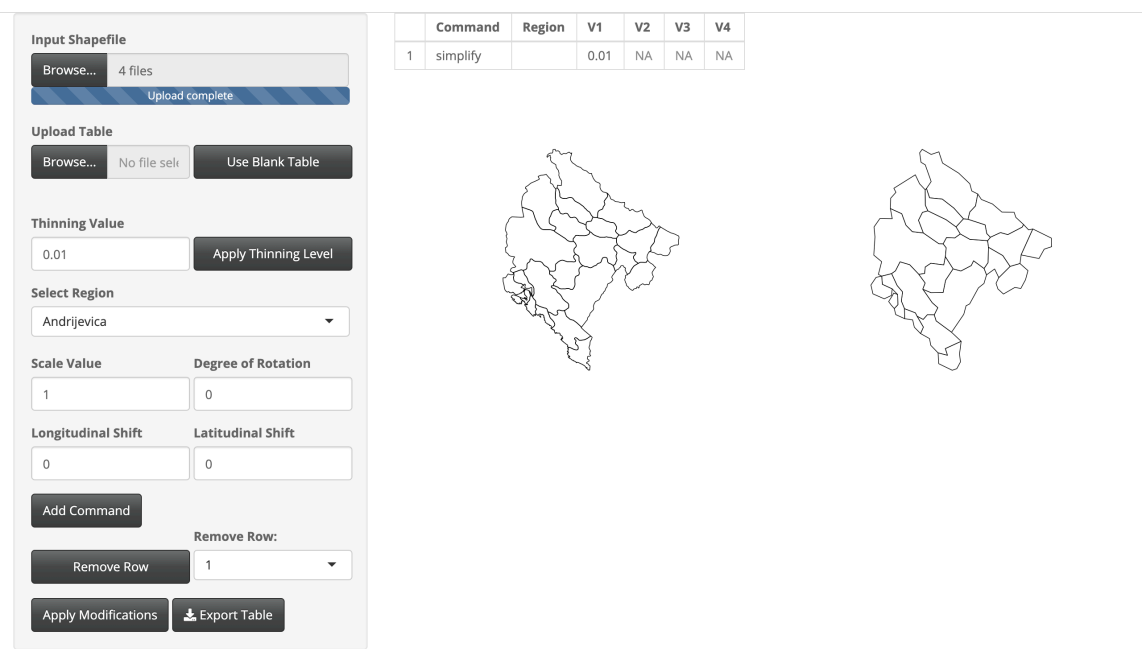 Input Shapefile
Browse... 4 files
Upload complete
Upload Table
Browse... No file sele Use Blank Table
Thinning Value
0.01 Apply Thinning Level
Select Region
Andrijevica
Scale Value Degree of Rotation
1 0
Longitudinal Shift Latitudinal Shift
0 0
Add Command
Remove Row:
Remove Row 1
Apply Modifications Export Table
Command Region V1 V2 V3 V4
1 simplify 0.01 NA NA NA